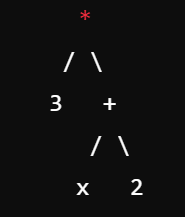 *
/ \
3 +
/ \
x 2